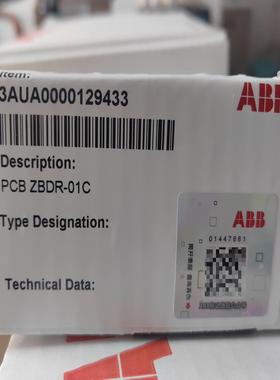 Item:
3AUA0000129433
ABB
Description:
PCB ZBDR-01C
Type Designation:
ABB
01447661
Technical Data: